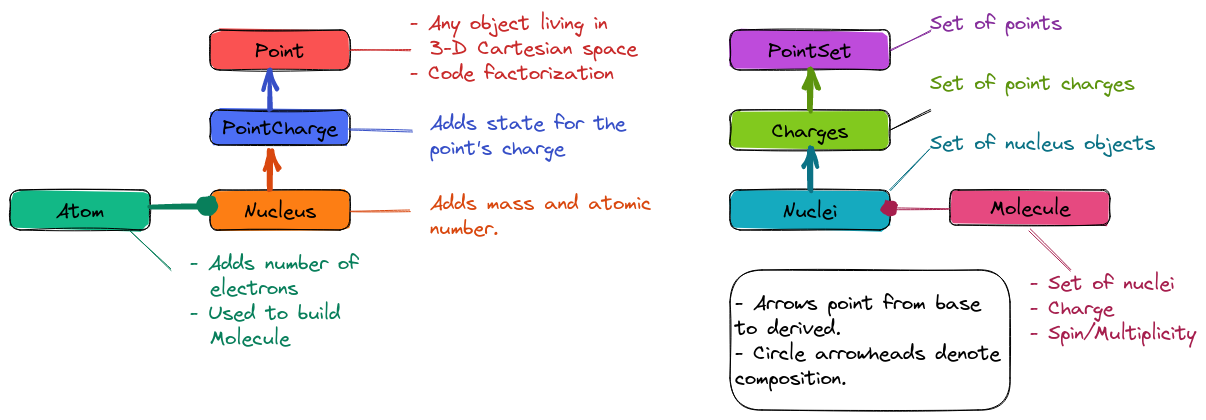 Point
- Any object living in
3-D Cartesian space
- Code factorization
PointCharge
Adds state for the
point's charge
Atom
Nucleus
Adds mass and atomic
number.
- Adds number of
electrons
- Used to build
Molecule
PointSet
Set of points
Charges
Set of point charges
Set of nucleus objects
Nuclei
Molecule
- Set of nuclei
- Charge
- Spin/Multiplicity
- Arrows point from base
to derived.
- Circle arrowheads denote
composition.